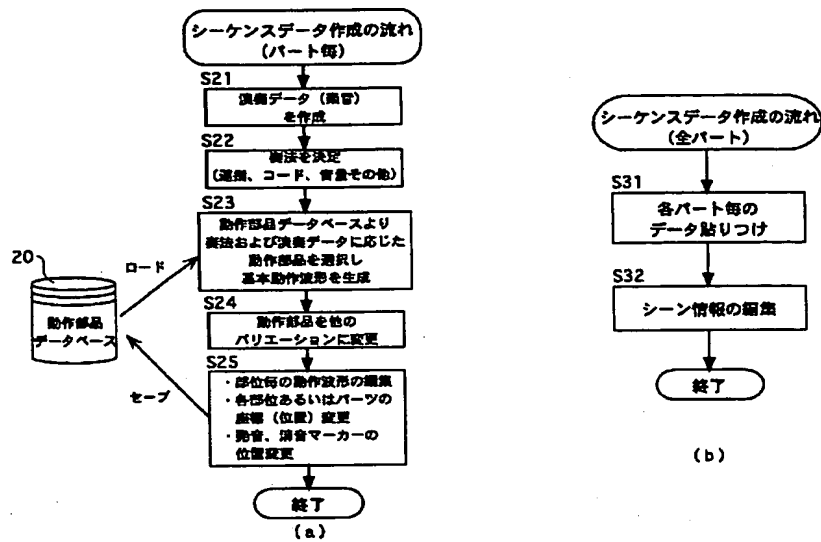 シーケンスデータ作成の流れ
(パート毎)
S21
演奏データ(楽音)
を作成
S22
奏法を決定
(運指、コード、音量その他)
S23
動作部品データベースより
奏法および演奏データに応じた
動作部品を選択し
基本動作波形を生成
20
ロード
動作部品
データベース
S24
動作部品を他の
バリエーションに変更
S25
・部位毎の動作波形の編集
・各部位あるいはパーツの
座標(位置)変更
・発音、消音マーカーの
位置変更
セーブ
終了
(a)
シーケンスデータ作成の流れ
(全パート)
S31
各パート毎の
データ貼りつけ
S32
シーン情報の編集
終了
(b)